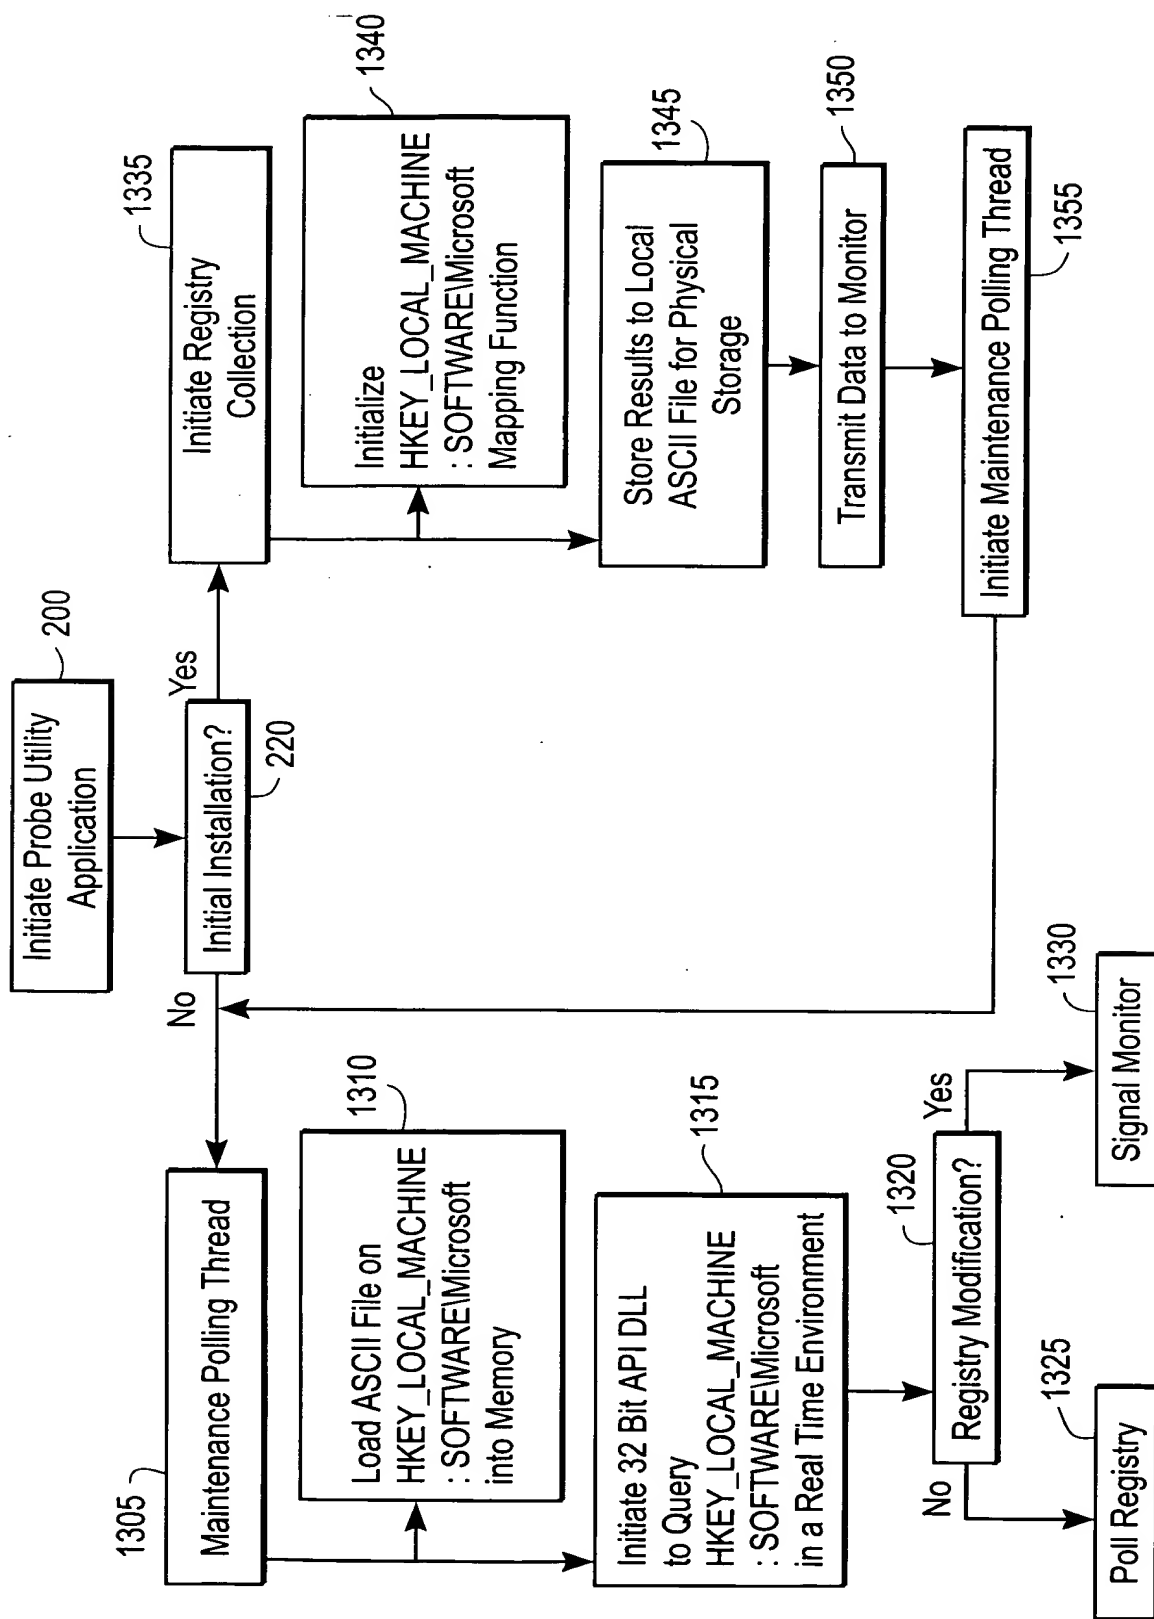 Initiate Probe Utility
Application
200
Initial Installation?
220
No
Yes
Maintenance Polling Thread
1305
Load ASCII File on
HKEY_LOCAL_MACHINE
: SOFTWARE\Microsoft
into Memory
1310
Initiate 32 Bit API DLL
to Query
HKEY_LOCAL_MACHINE
: SOFTWARE\Microsoft
in a Real Time Environment
1315
Registry Modification?
1320
No
Yes
Poll Registry
1325
Signal Monitor
1330
Initiate Registry
Collection
1335
Initialize
HKEY_LOCAL_MACHINE
: SOFTWARE\Microsoft
Mapping Function
1340
Store Results to Local
ASCII File for Physical
Storage
1345
Transmit Data to Monitor
1350
Initiate Maintenance Polling Thread
1355